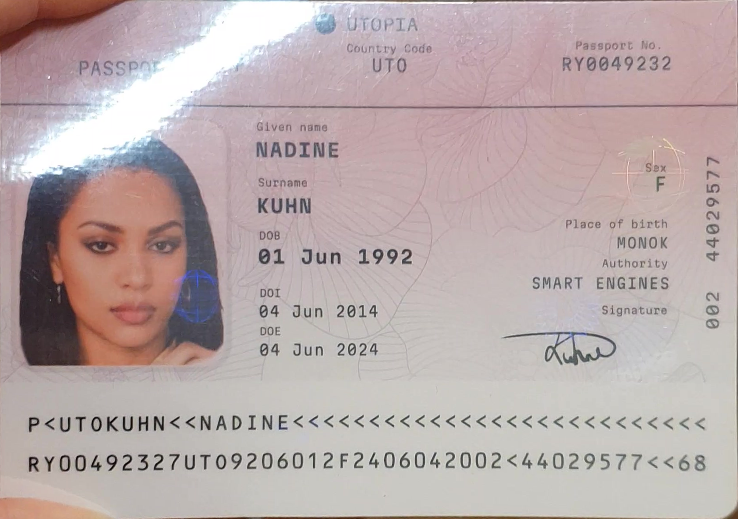 UTOPIA
PASSPORT
Country Code
UTO
Passport No.
RY0049232
Given name
NADINE
Surname
KUHN
DOB
01 Jun 1992
DOI
04 Jun 2014
DOE
04 Jun 2024
Sex
F
Place of birth
MONOK
Authority
SMART ENGINES
Signature
Kuhn
002 44029577
P<UTOKUHN<<NADINE<<<<<<<<<<<<<<<<<<<<<<<<<<<
RY00492327UTO9206012F2406042002<44029577<<68